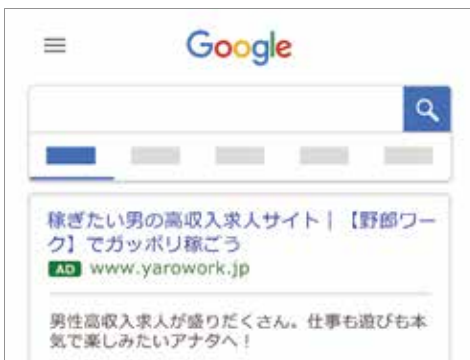 Google
稼ぎたい男の高収入求人サイト｜【野郎ワー
ク】でガッポリ稼ごう
AD www.yarowork.jp
男性高収入求人が盛りだくさん。仕事も遊びも本
気で楽しみたいアナタへ！